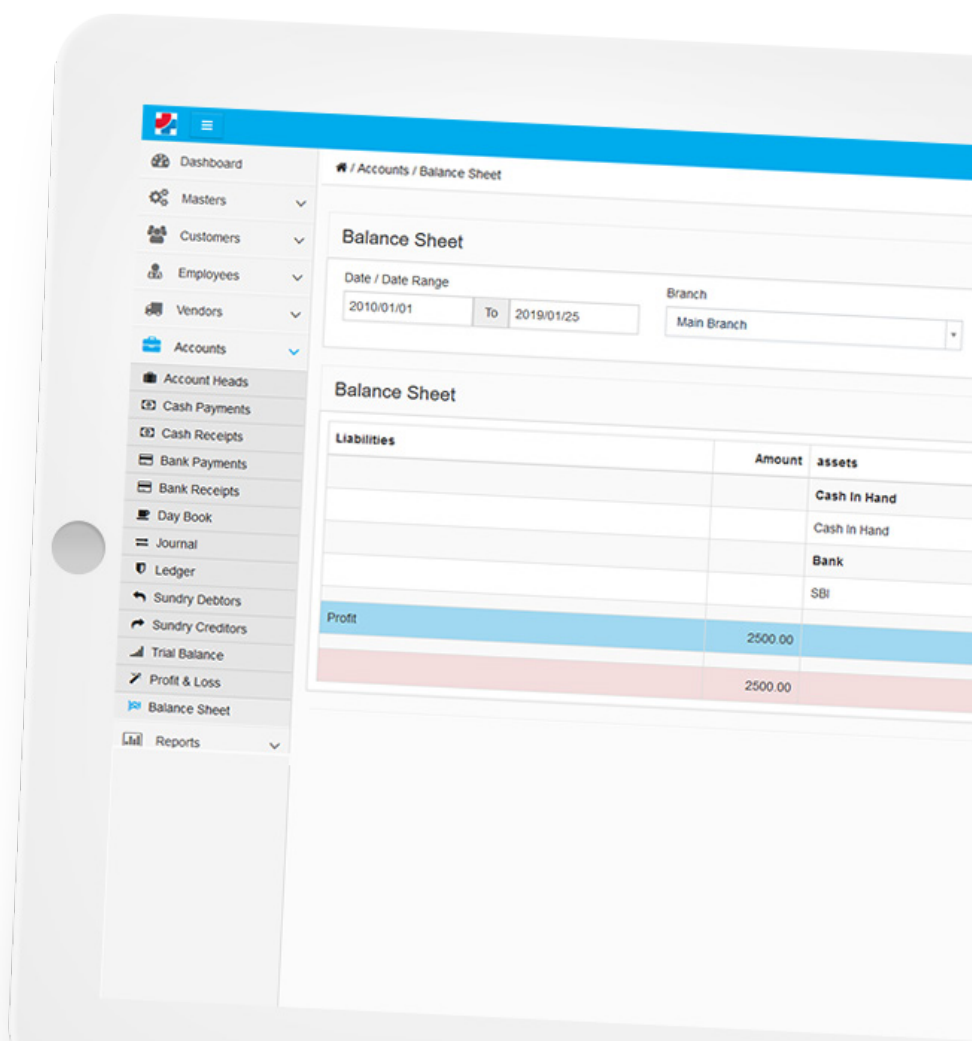 Dashboard
Masters
Customers
Employees
Vendors
Accounts
Account Heads
Cash Payments
Cash Receipts
Bank Payments
Bank Receipts
Day Book
Journal
Ledger
Sundry Debtors
Sundry Creditors
Trial Balance
Profit & Loss
Balance Sheet
Reports
/ Accounts / Balance Sheet
Balance Sheet
Date / Date Range
Branch
2010/01/01 To 2019/01/25
Main Branch
Balance Sheet
Liabilities Amount assets
Cash In Hand
Cash In Hand
Bank
SBI
Profit 2500.00
2500.00